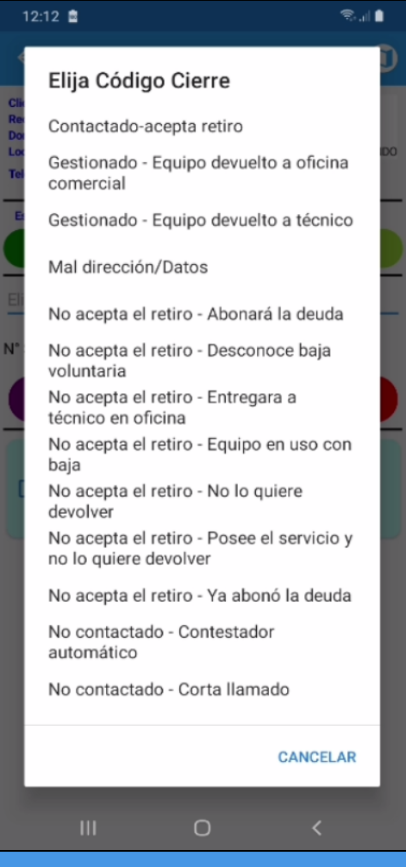 12:12
Elija Código Cierre
Contactado-acepta retiro
Gestionado - Equipo devuelto a oficina
comercial
Gestionado - Equipo devuelto a técnico
Mal dirección/Datos
No acepta el retiro - Abonará la deuda
No acepta el retiro - Desconoce baja
voluntaria
No acepta el retiro - Entregara a
técnico en oficina
No acepta el retiro - Equipo en uso con
baja
No acepta el retiro - No lo quiere
devolver
No acepta el retiro - Posee el servicio y
no lo quiere devolver
No acepta el retiro - Ya abonó la deuda
No contactado - Contestador
automático
No contactado - Corta llamado
CANCELAR
N°